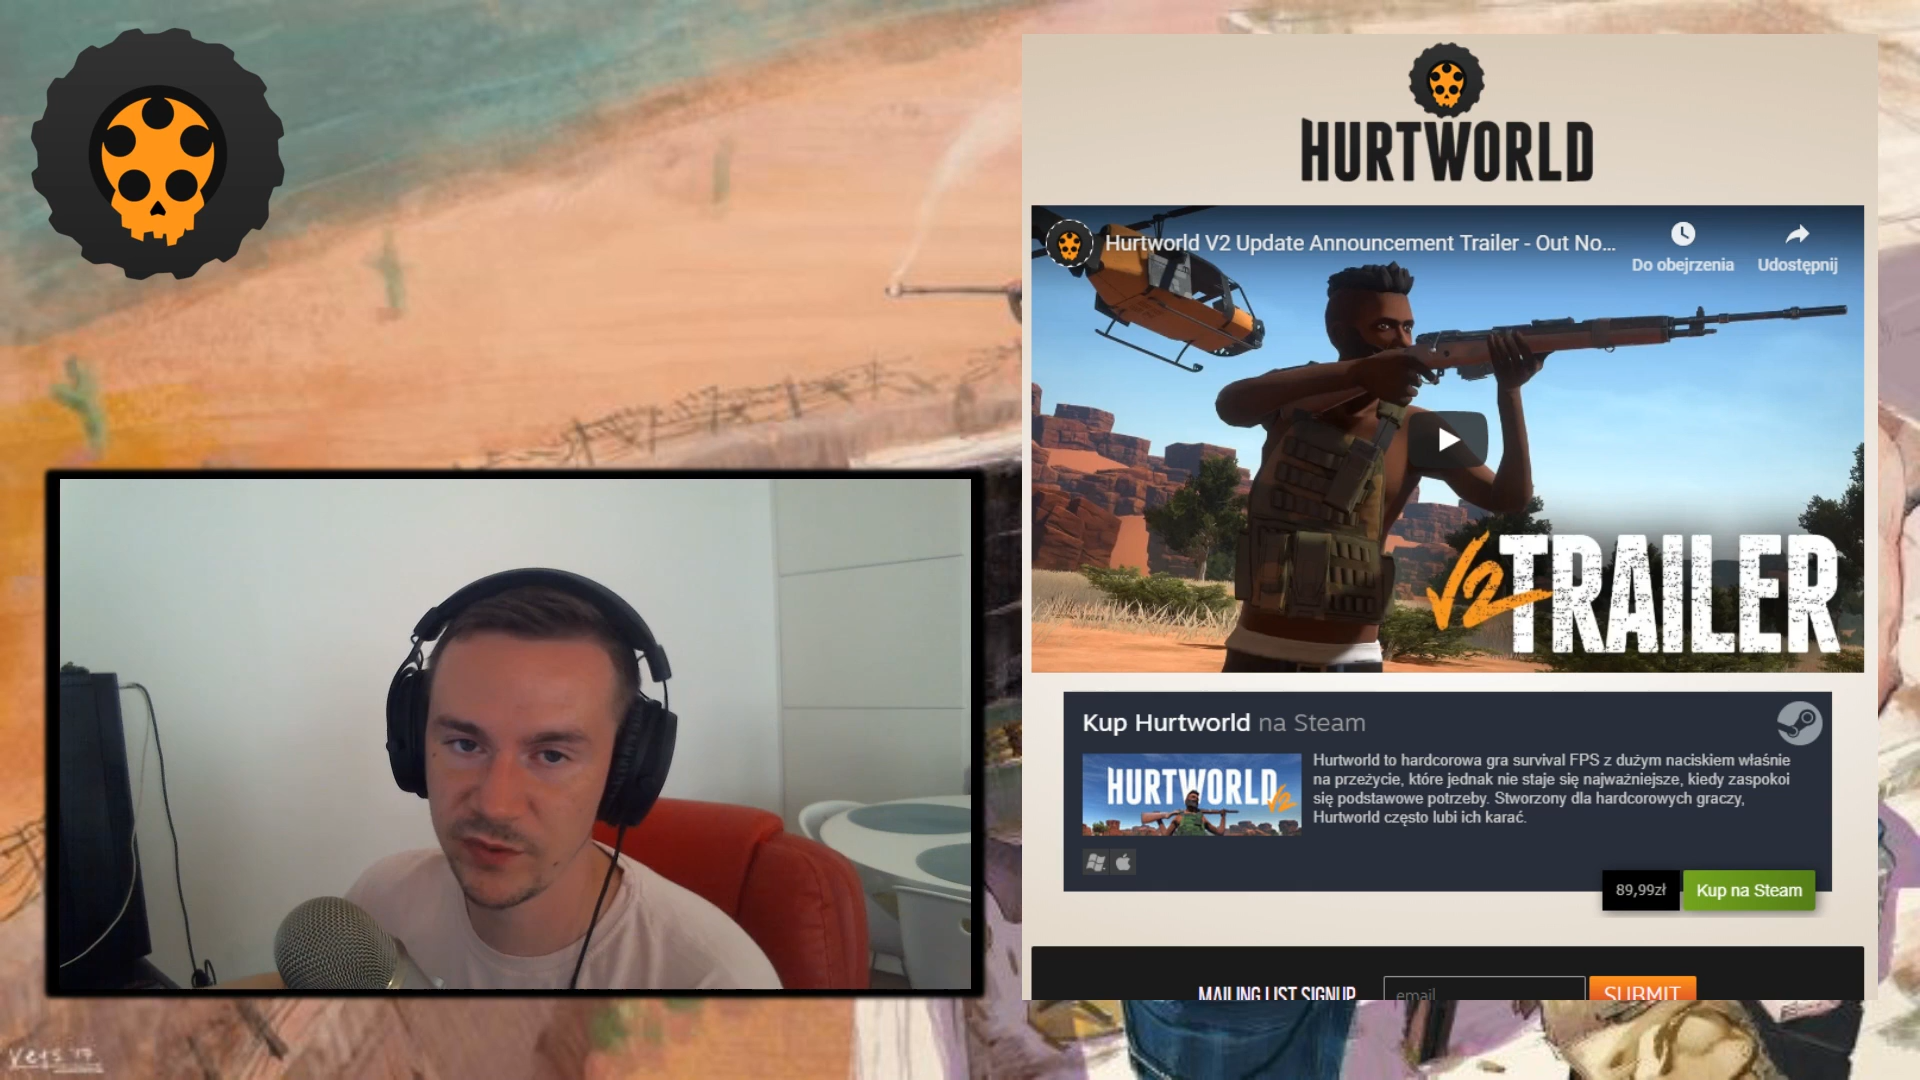 HURTWORLD
Hurtworld V2 Update Announcement Trailer - Out No...
Do obejrzenia
Udostępnij
V2 TRAILER
Kup Hurtworld na Steam
HURTWORLD V2
Hurtworld to hardcorowa gra survival FPS z dużym naciskiem właśnie
na przeżycie, które jednak nie staje się najważniejsze, kiedy zaspokoi
się podstawowe potrzeby. Stworzony dla hardcorowych graczy,
Hurtworld często lubi ich karać.
89,99zł
Kup na Steam
MAILING LIST SIGNUP
email
SUBMIT